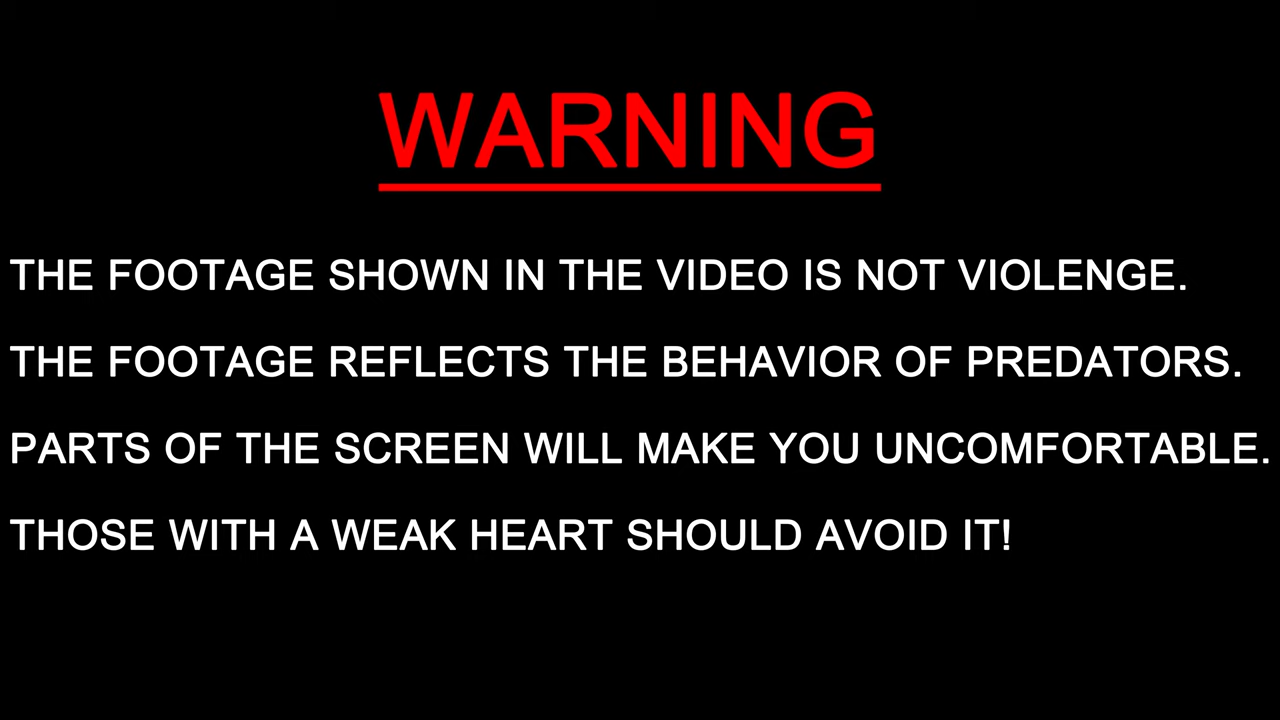 WARNING
THE FOOTAGE SHOWN IN THE VIDEO IS NOT VIOLENGE.
THE FOOTAGE REFLECTS THE BEHAVIOR OF PREDATORS.
PARTS OF THE SCREEN WILL MAKE YOU UNCOMFORTABLE.
THOSE WITH A WEAK HEART SHOULD AVOID IT!